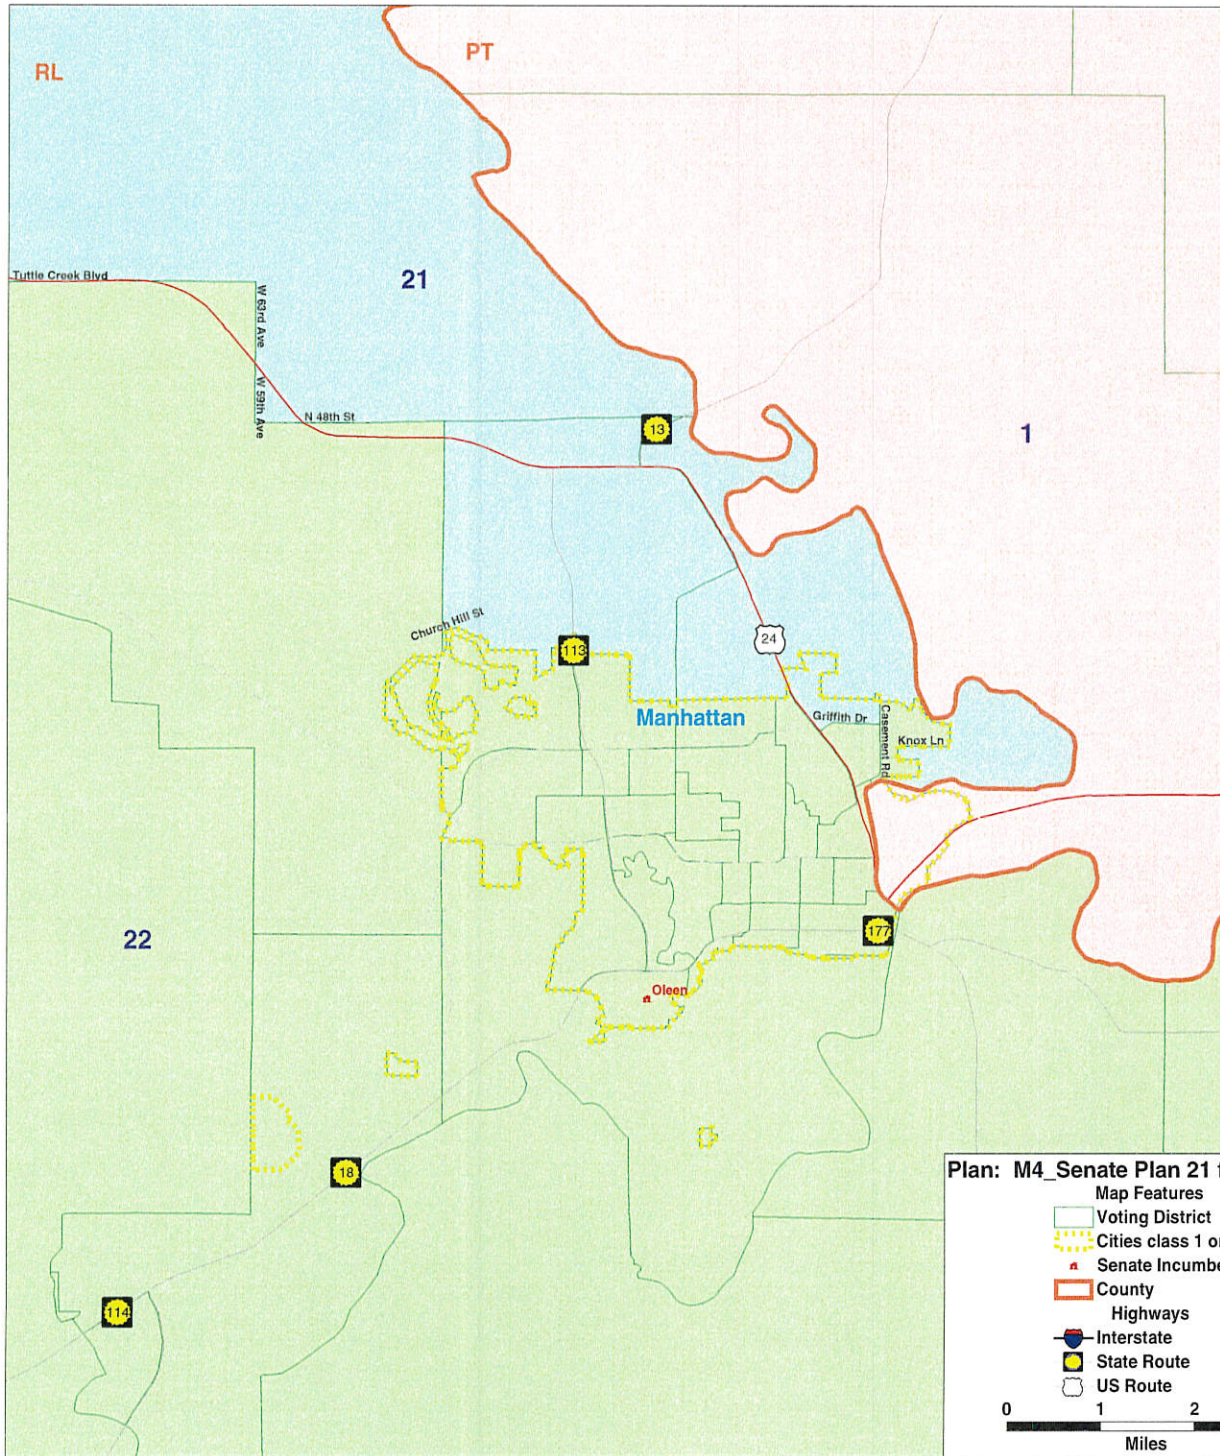 RL
PT
Tuttle Creek Blvd
W 63rd Ave
21
W 59th Ave
N 48th St
13
1
Church Hill St
113
24
Manhattan
Griffith Dr
Casement Rd
Knox Ln
22
177
Oleen
18
114
Plan: M4_Senate Plan 21
Map Features
Voting District
Cities class 1
Senate
County
Highways
Interstate
State Route
US Route
0 1 2
Miles